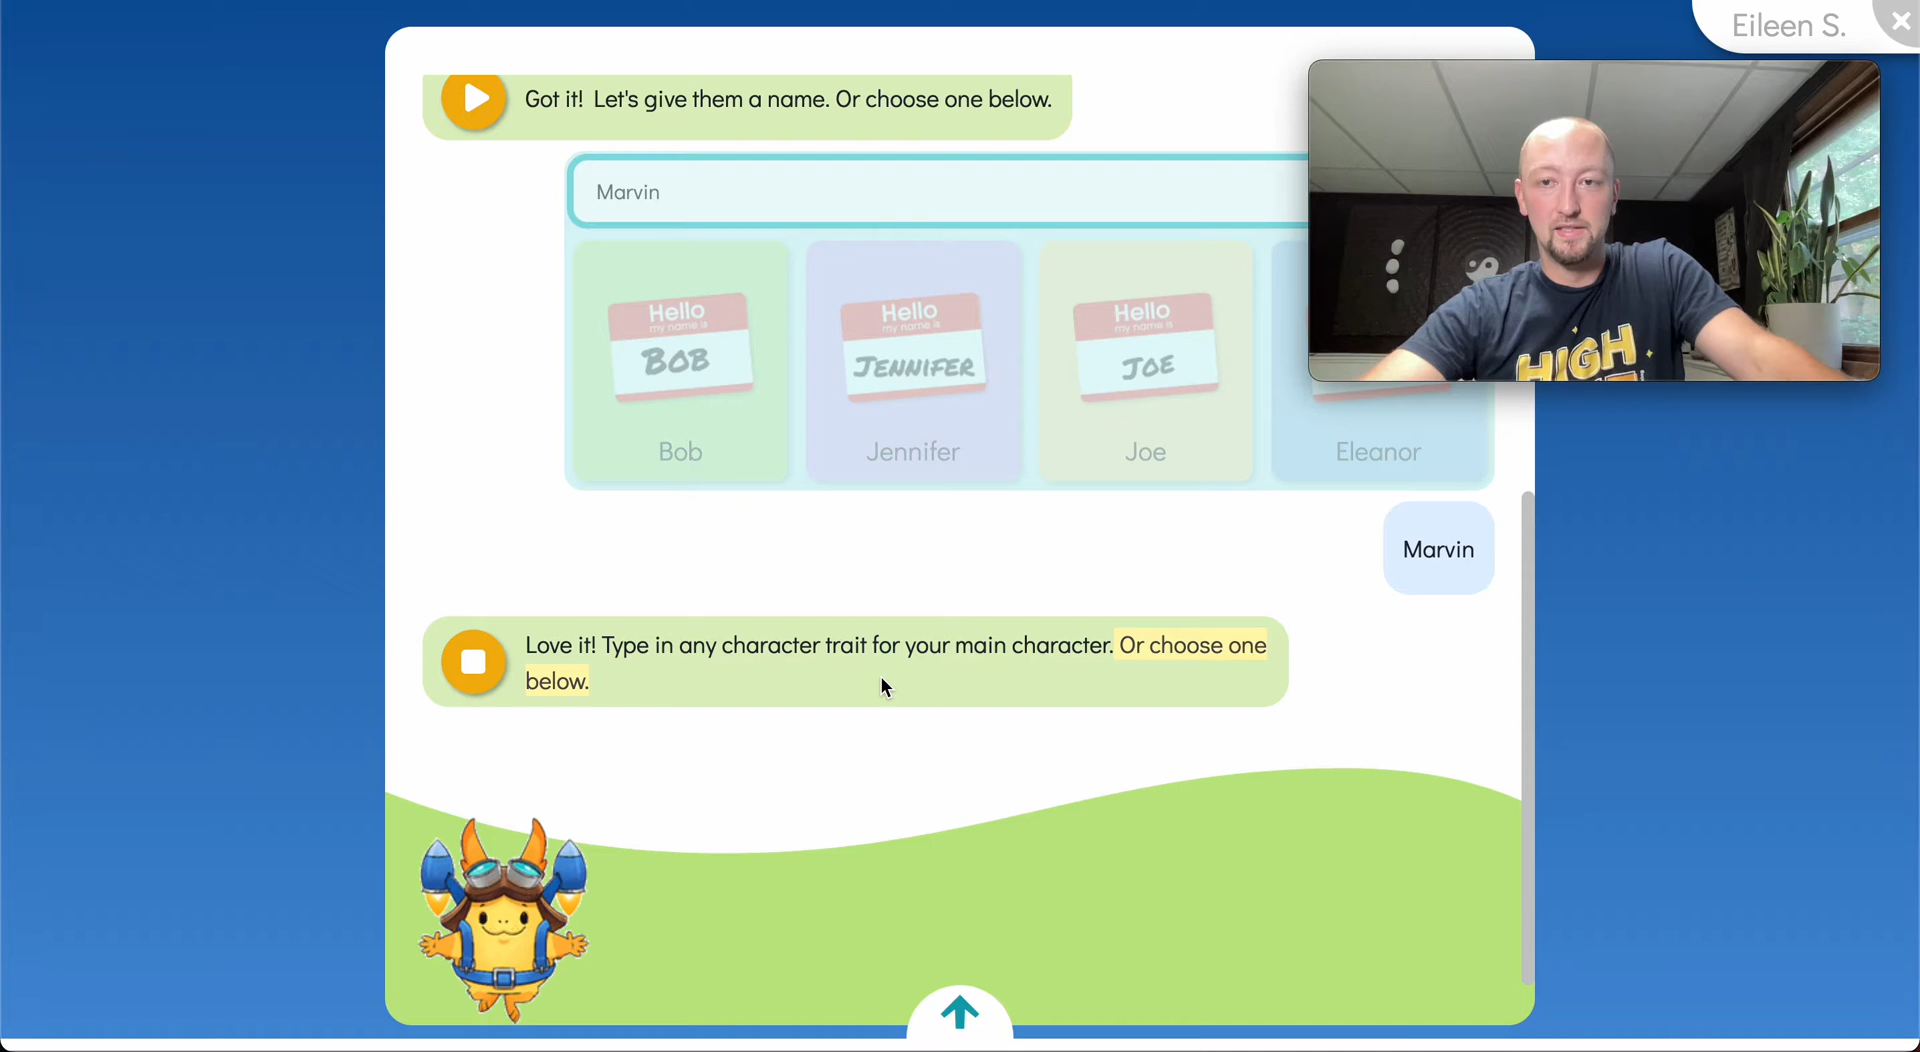 Eileen S.
Got it! Let's give them a name. Or choose one below.
Marvin
Hello
my name is
BOB
Hello
my name is
JENNIFER
Hello
my name is
JOE
Bob
Jennifer
Joe
Eleanor
Marvin
Love it! Type in any character trait for your main character. Or choose one
below.
HIGH